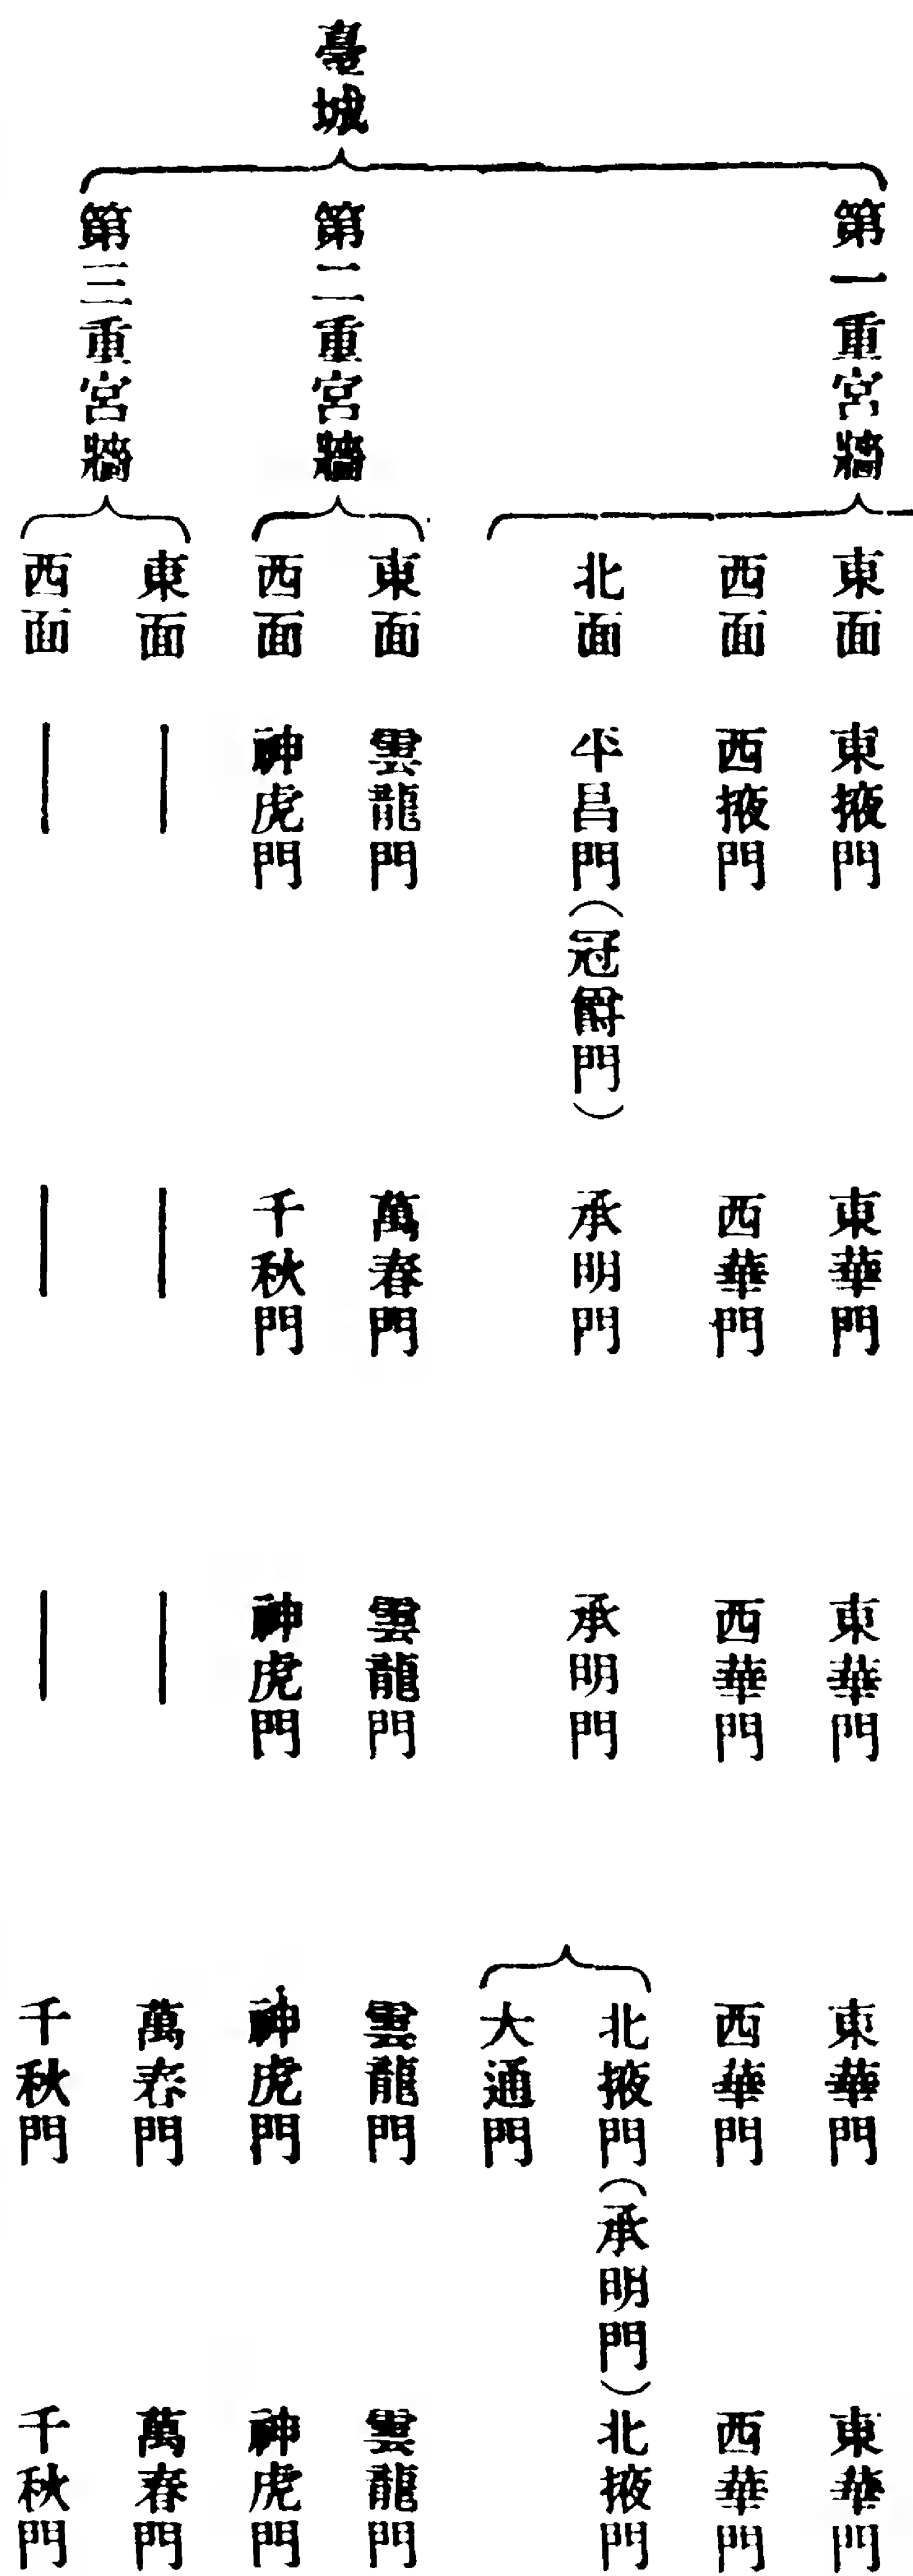 臺城
第一重宮牆
東面 東掖門 東華門 東華門 東華門 東華門
西面 西掖門 西華門 西華門 西華門 西華門
北面 平昌門（冠爵門） 承明門 承明門 北掖門（承明門） 北掖門
大通門
第二重宮牆
東面 雲龍門 萬春門 雲龍門 雲龍門 雲龍門
西面 神虎門 千秋門 神虎門 神虎門 神虎門
第三重宮牆
東面 — — — 萬春門 萬春門
西面 — — — 千秋門 千秋門